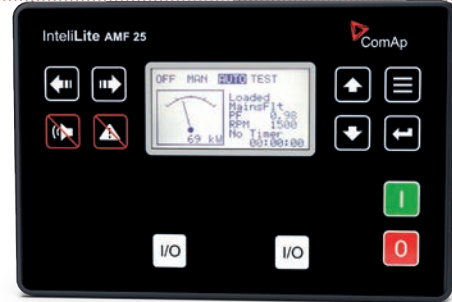 InteliLite AMF 25
ComAp
OFF MAN AUTO TEST
Loaded
MainsFlt
PF 0.98
RPM 1500
No Timer
00:00:00
69 kW
I
I/O
I/O
0